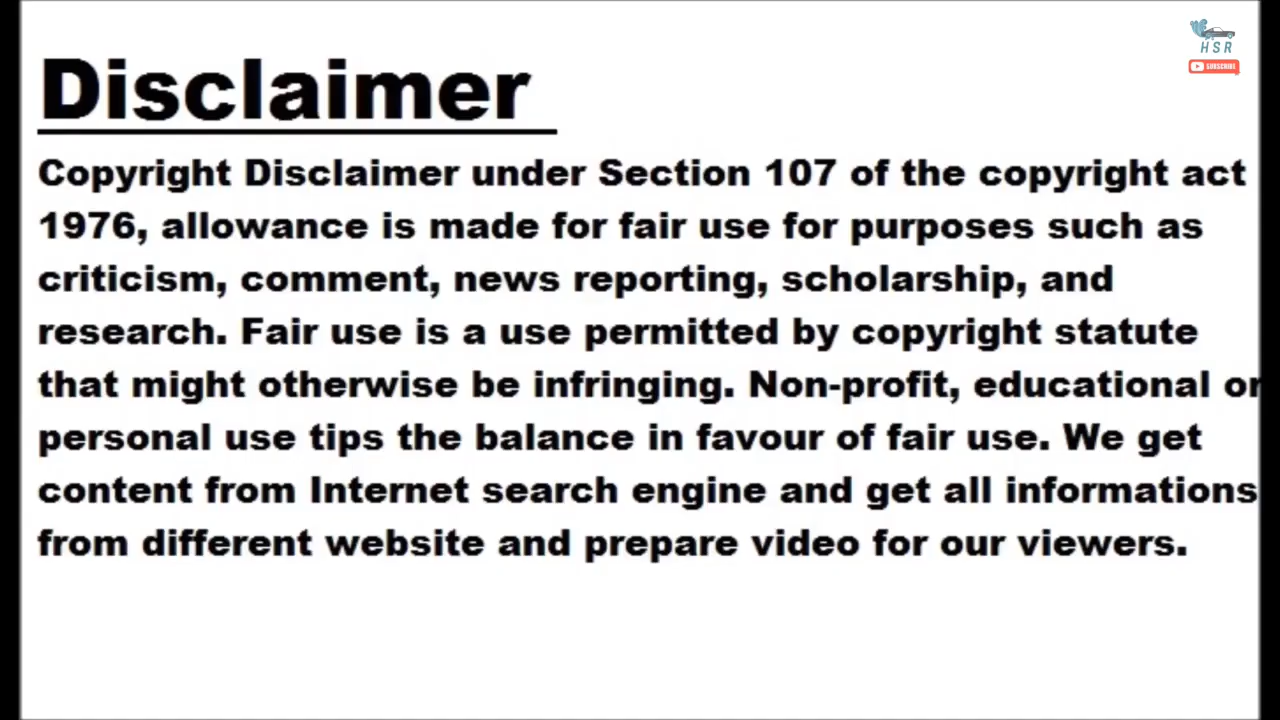 HSR
SUBSCRIBE
Disclaimer
Copyright Disclaimer under Section 107 of the copyright act
1976, allowance is made for fair use for purposes such as
criticism, comment, news reporting, scholarship, and
research. Fair use is a use permitted by copyright statute
that might otherwise be infringing. Non-profit, educational or
personal use tips the balance in favour of fair use. We get
content from Internet search engine and get all informations
from different website and prepare video for our viewers.